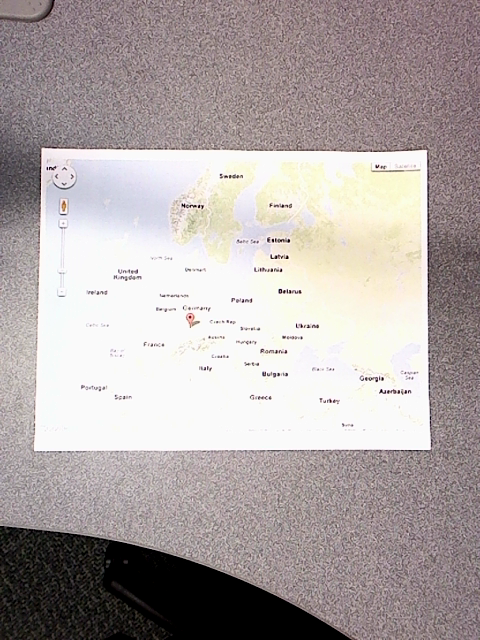 Map Satellite
Sweden
Norway
Finland
Baltic Sea
Estonia
North Sea
Latvia
Denmark
Lithuania
United
Kingdom
Ireland
Netherlands
Belarus
Poland
Belgium
Germany
Celtic Sea
Czech Rep
Slovakia
Ukraine
Austria
Moldova
France
Hungary
Bay of
Biscay
Romania
Croatia
Serbia
Italy
Black Sea
Bulgaria
Georgia
Caspian
Sea
Portugal
Azerbaijan
Spain
Greece
Turkey
Syria